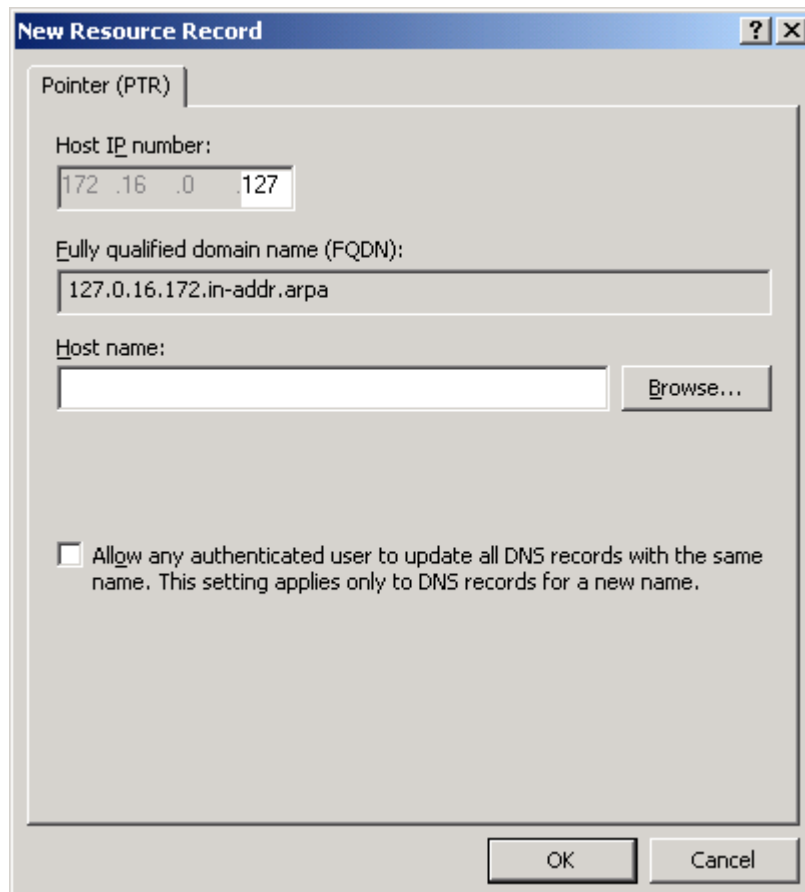 New Resource Record
Pointer (PTR)
Host IP number:
172 .16 .0 .127
Fully qualified domain name (FQDN):
127.0.16.172.in-addr.arpa
Host name:
Browse...
Allow any authenticated user to update all DNS records with the same
name. This setting applies only to DNS records for a new name.
OK Cancel